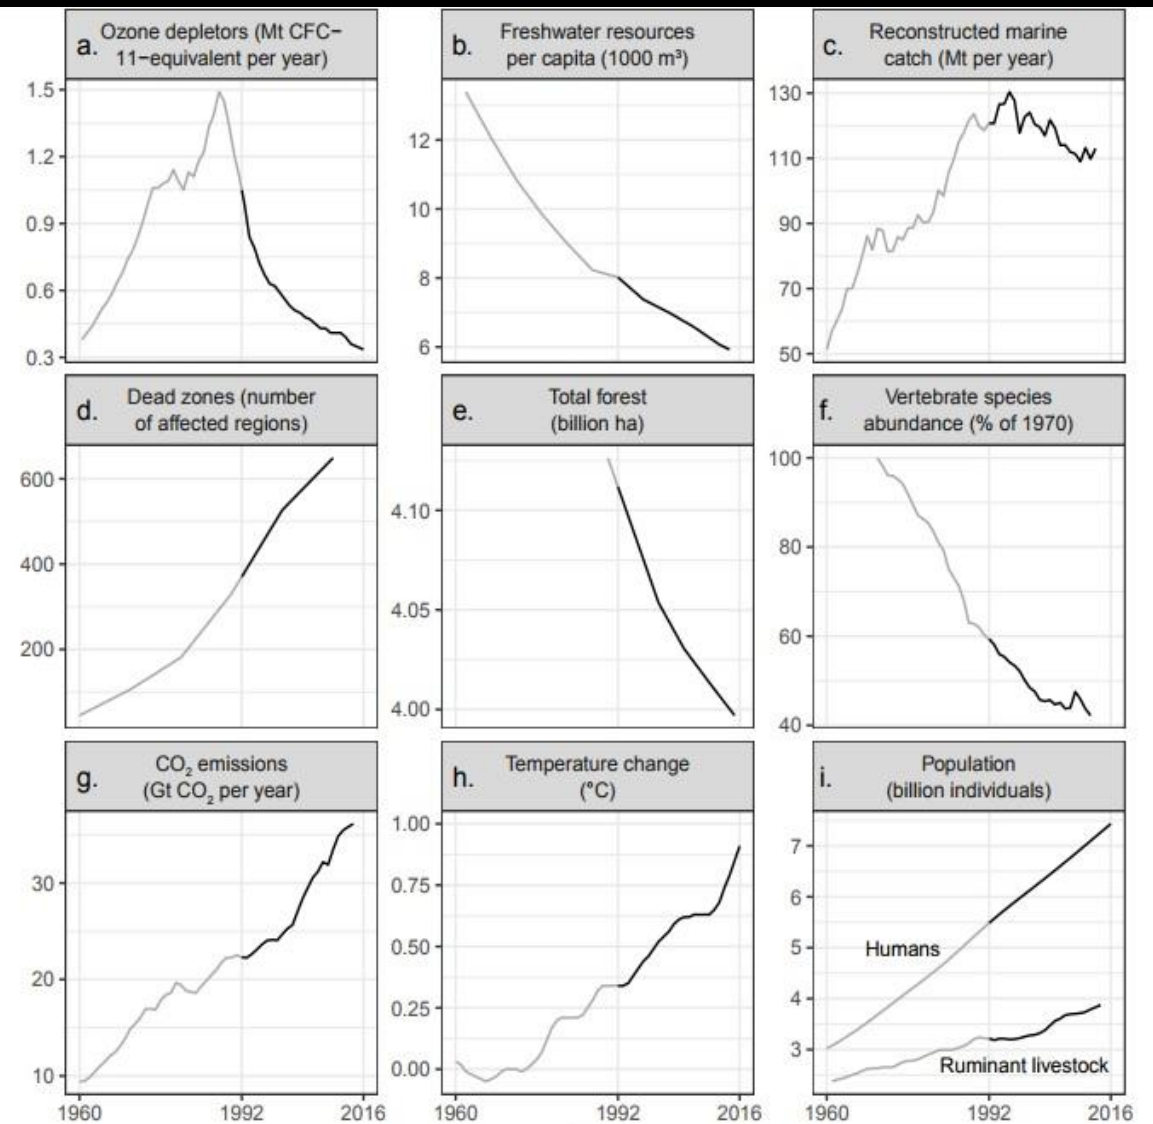 a. Ozone depletors (Mt CFC−
11−equivalent per year)
b. Freshwater resources
per capita (1000 m³)
c. Reconstructed marine
catch (Mt per year)
1.5
1.2
0.9
0.6
0.3
12
10
8
6
130
110
90
70
50
d. Dead zones (number
of affected regions)
e. Total forest
(billion ha)
f. Vertebrate species
abundance (% of 1970)
600
400
200
4.10
4.05
4.00
100
80
60
40
g. CO₂ emissions
(Gt CO₂ per year)
h. Temperature change
(°C)
i. Population
(billion individuals)
30
20
10
1.00
0.75
0.50
0.25
0.00
7
6
5
4
3
Humans
Ruminant livestock
1960 1992 2016
1960 1992 2016
1960 1992 2016